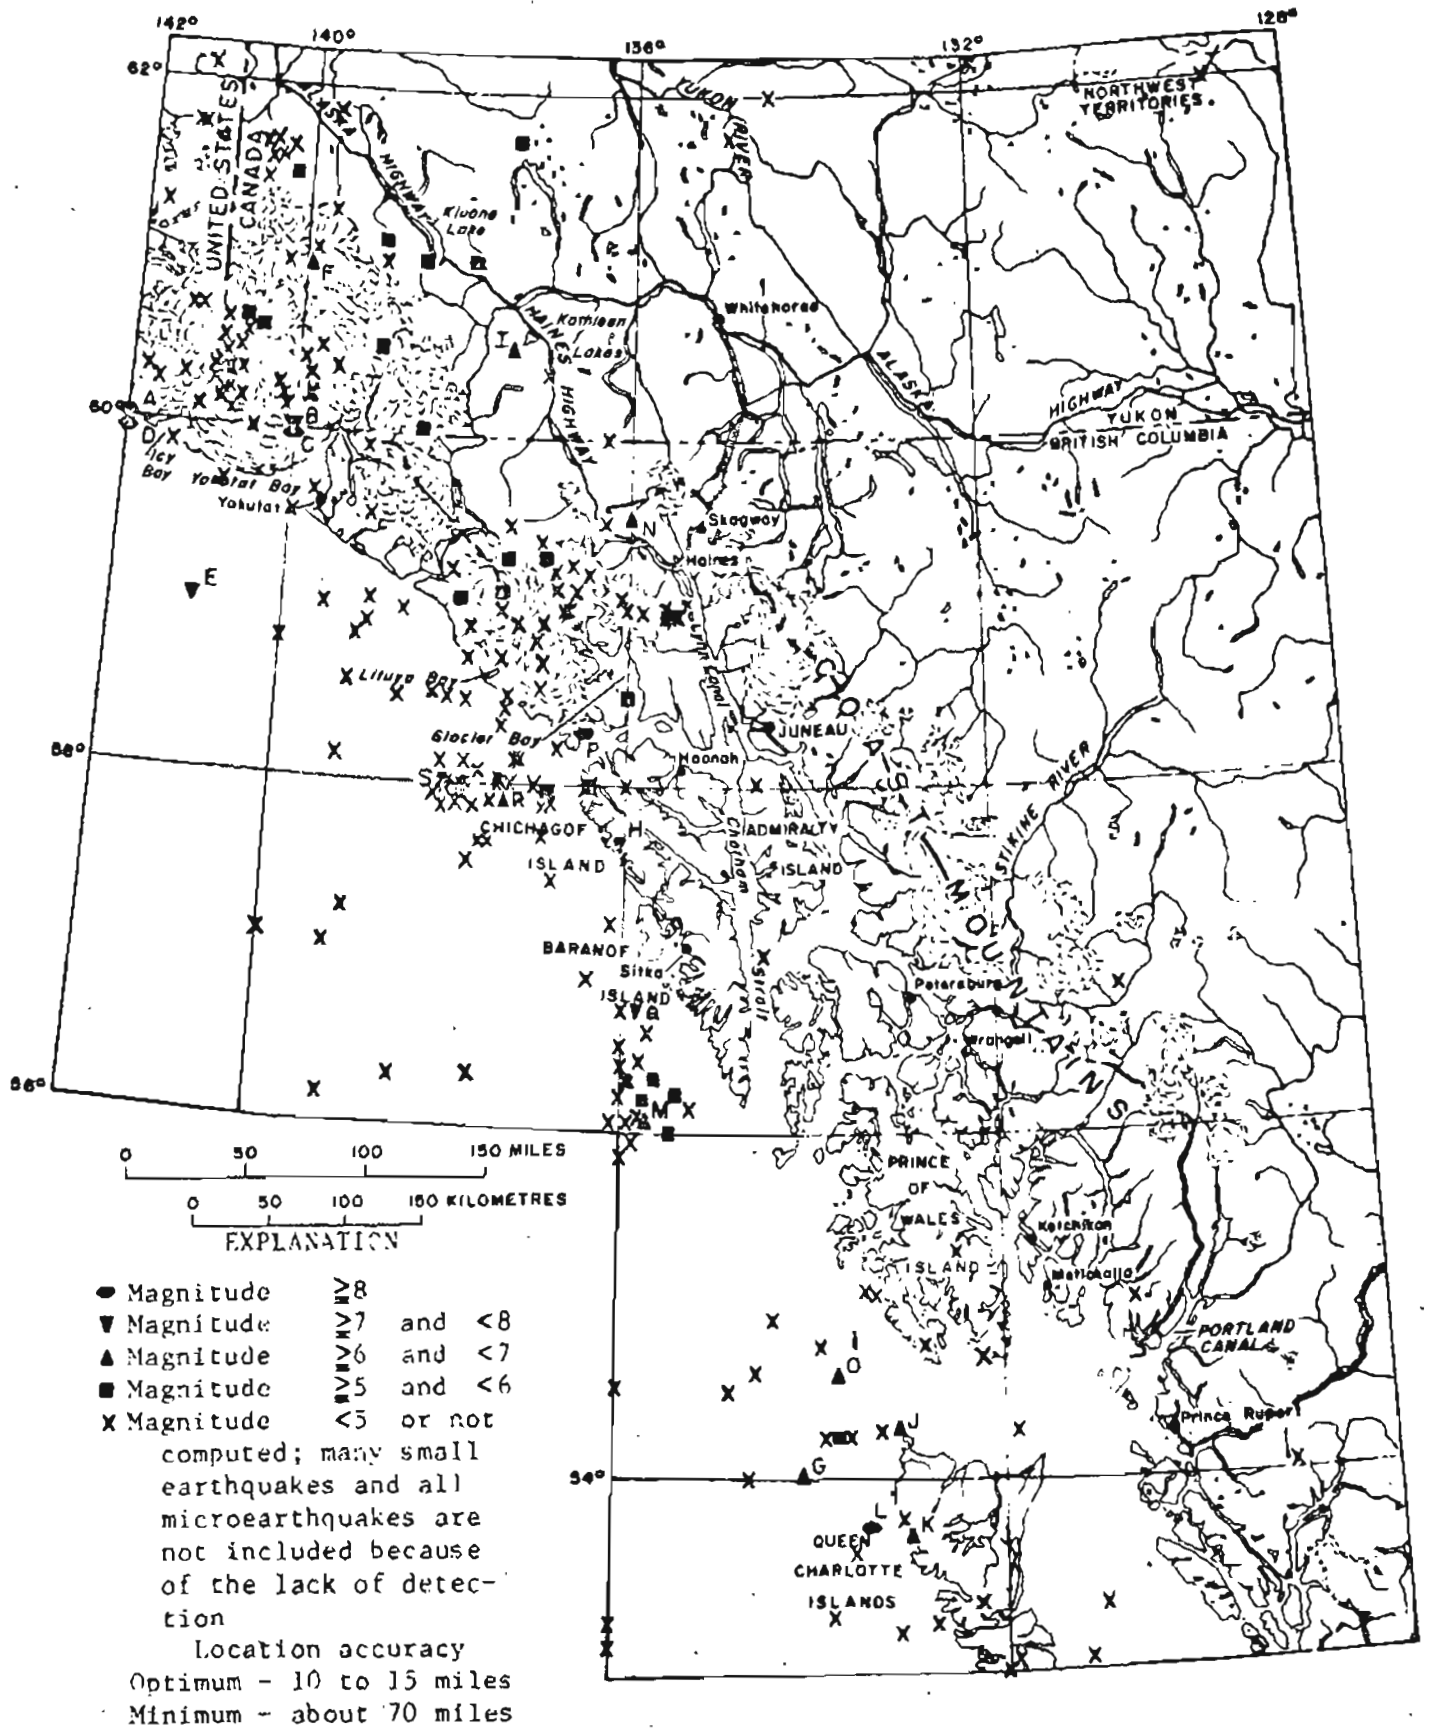 142°
140°
136°
132°
128°
62°
NORTHWEST
TERRITORIES
YUKON
RIVER
UNITED STATES
CANADA
HIGHWAY
Kluane
Lake
F
Whitehorse
I
HAINES
HIGHWAY
Kathleen
Lakes
ALASKA
HIGHWAY
YUKON
BRITISH COLUMBIA
60°
A
B
C
D
Icy
Bay
Yakutat Bay
Yakutat
N
Skagway
Haines
E
Lynn Canal
Lituya Bay
Glacier Bay
P
JUNEAU
COAST MOUNTAINS
58°
Hoonah
S
R
CHICHAGOF
ISLAND
H
ADMIRALTY
ISLAND
Chatham
Strait
STIKINE RIVER
BARANOF
Sitka
ISLAND
Q
Petersburg
Wrangell
56°
M
0 50 100 150 MILES
0 50 100 150 KILOMETRES
PRINCE
OF
WALES
ISLAND
Ketchikan
Metlakatla
PORTLAND
CANAL
Prince Rupert
O
J
54°
G
L
K
QUEEN
CHARLOTTE
ISLANDS
EXPLANATION
Magnitude ≥8
Magnitude ≥7 and <8
Magnitude ≥6 and <7
Magnitude ≥5 and <6
Magnitude <5 or not
computed; many small
earthquakes and all
microearthquakes are
not included because
of the lack of detec-
tion
Location accuracy
Optimum - 10 to 15 miles
Minimum - about 70 miles